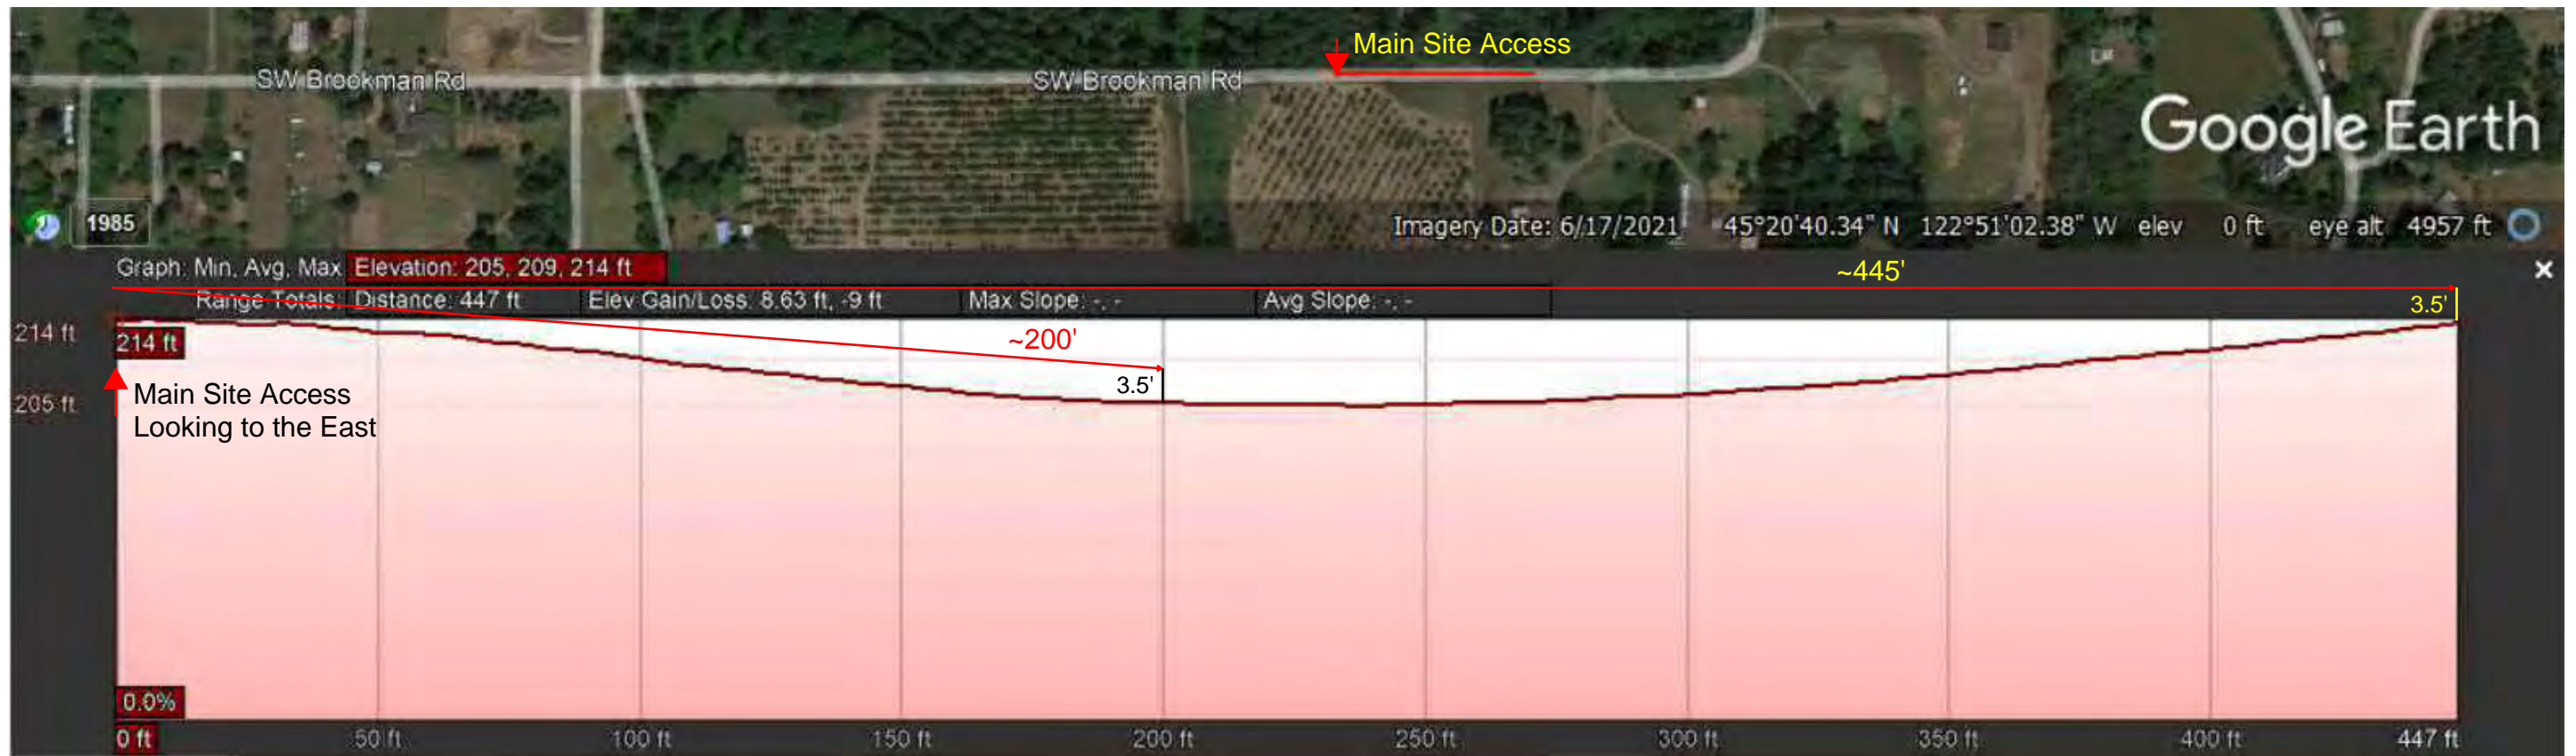 Main Site Access
SW Brookman Rd
SW Brookman Rd
Google Earth
1985
Imagery Date: 6/17/2021 45°20'40.34" N 122°51'02.38" W elev 0 ft eye alt 4957 ft
Graph: Min, Avg, Max Elevation: 205, 209, 214 ft
~445'
Range Totals: Distance: 447 ft Elev Gain/Loss: 8.63 ft, -9 ft Max Slope: -, - Avg Slope: -, -
3.5'
214 ft
214 ft
~200'
3.5'
Main Site Access
205 ft
Looking to the East
0.0%
0 ft 50 ft 100 ft 150 ft 200 ft 250 ft 300 ft 350 ft 400 ft 447 ft